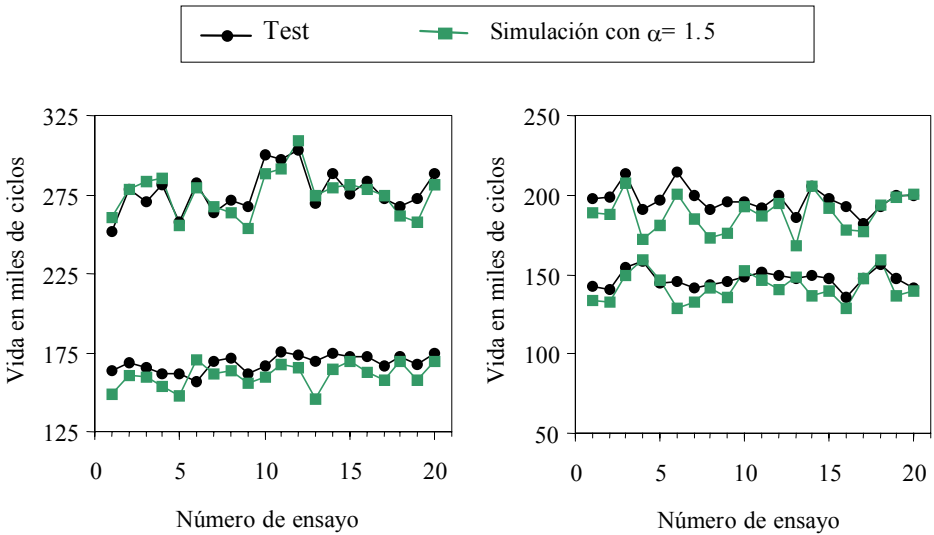 Test
Simulación con α= 1.5
Vida en miles de ciclos
325
275
225
175
125
0 5 10 15 20
Número de ensayo
Vida en miles de ciclos
250
200
150
100
50
0 5 10 15 20
Número de ensayo